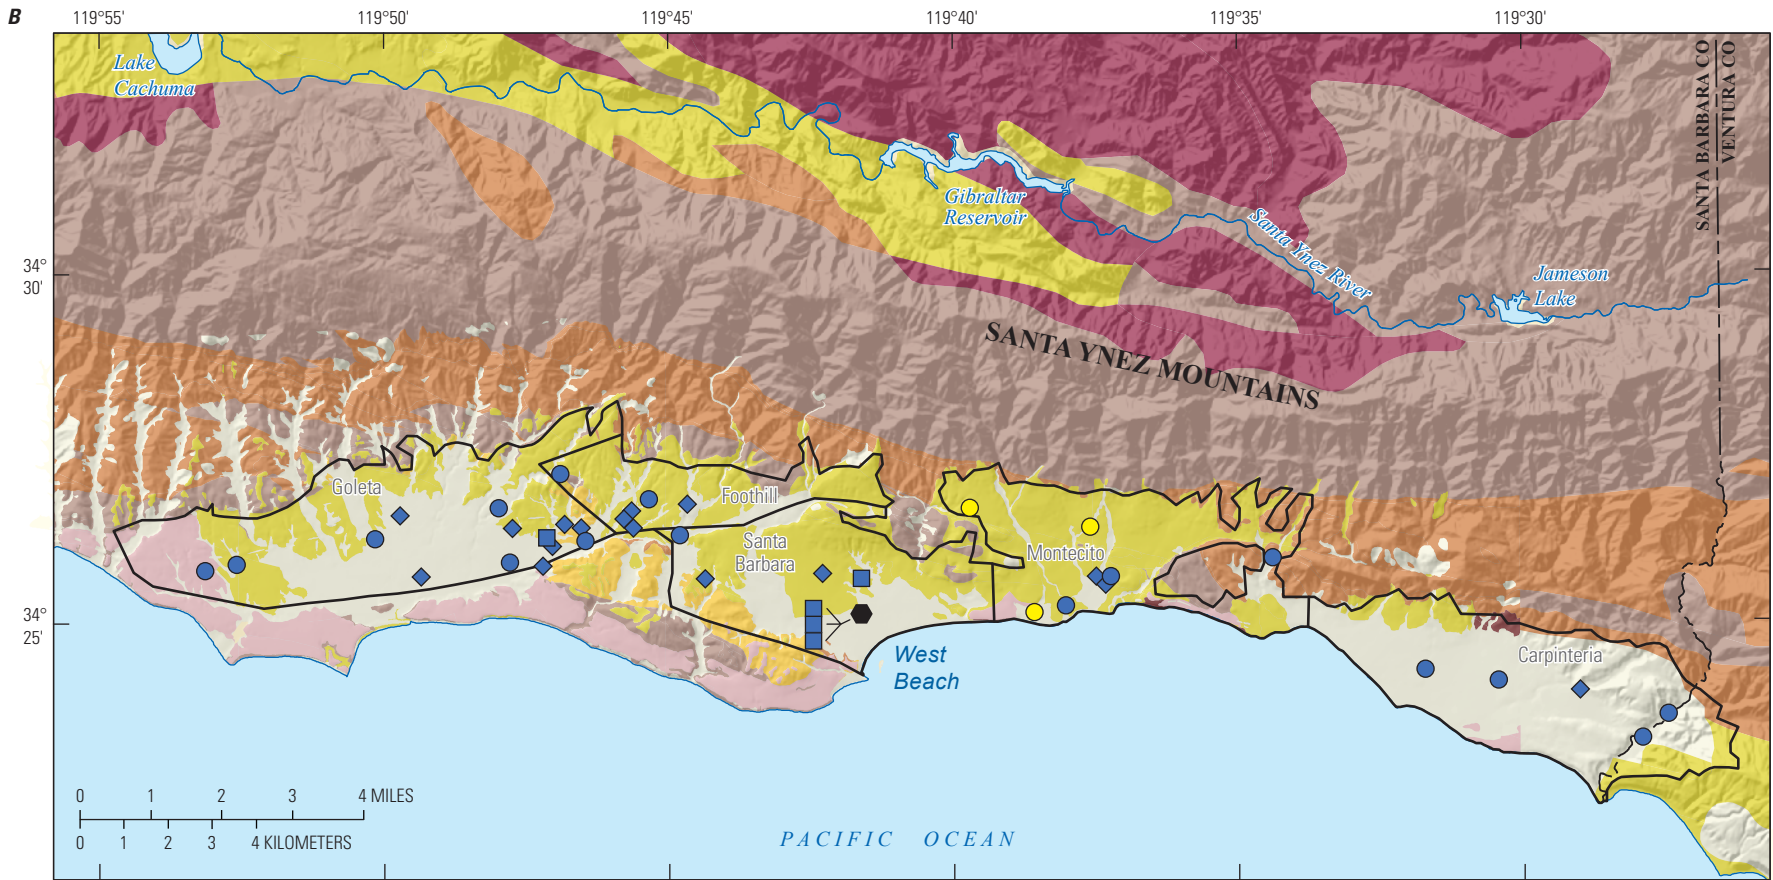 B
119°55' 119°50' 119°45' 119°40' 119°35' 119°30'
Lake
Cachuma
SANTA BARBARA CO
VENTURA CO
Gibraltar
Reservoir
Santa Ynez River
34°
30'
Jameson
Lake
SANTA YNEZ MOUNTAINS
Goleta
Foothill
Santa
Barbara
Montecito
34°
25'
West
Beach
Carpinteria
0 1 2 3 4 MILES
0 1 2 3 4 KILOMETERS
PACIFIC OCEAN